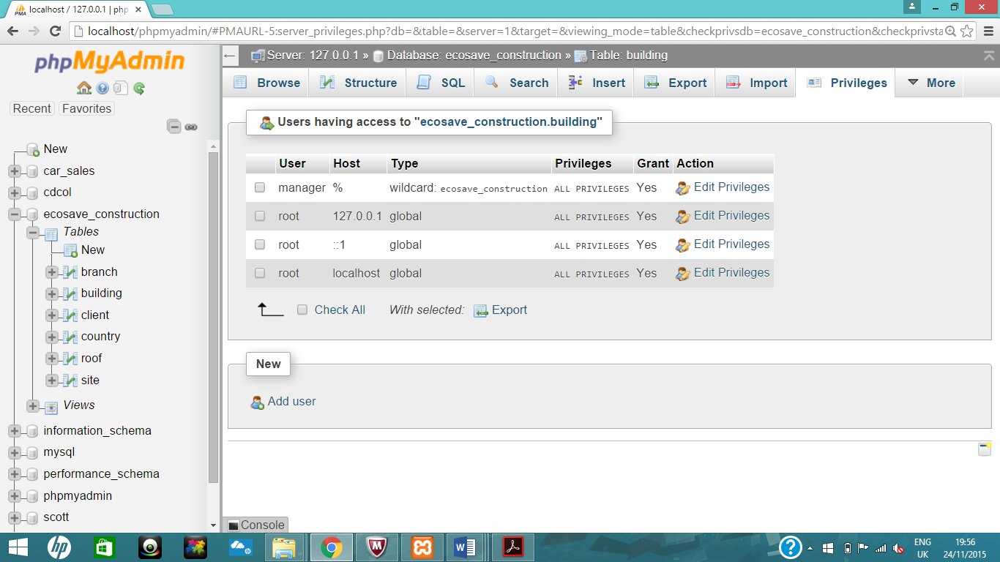 localhost / 127.0.0.1 | php
localhost/phpmyadmin/#PMAURL-5:server_privileges.php?db=&table=&server=1&target=&viewing_mode=table&checkprivsdb=ecosave_construction&checkprivsta
phpMyAdmin
Recent Favorites
New
car_sales
cdcol
ecosave_construction
Tables
New
branch
building
client
country
roof
site
Views
information_schema
mysql
performance_schema
phpmyadmin
scott
Server: 127.0.0.1 » Database: ecosave_construction » Table: building
Browse Structure SQL Search Insert Export Import Privileges More
Users having access to "ecosave_construction.building"
User Host Type Privileges Grant Action
manager % wildcard: ecosave_construction ALL PRIVILEGES Yes Edit Privileges
root 127.0.0.1 global ALL PRIVILEGES Yes Edit Privileges
root ::1 global ALL PRIVILEGES Yes Edit Privileges
root localhost global ALL PRIVILEGES Yes Edit Privileges
Check All With selected: Export
New
Add user
Console
ENG 19:56
UK 24/11/2015